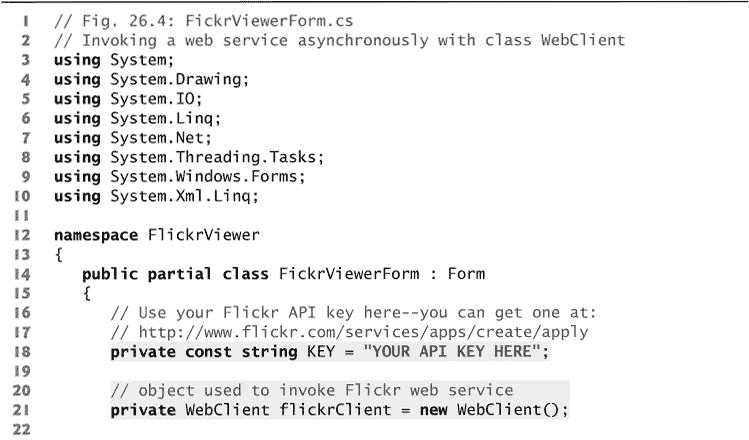 1 // Fig. 26.4: FickrViewerForm.cs
2 // Invoking a web service asynchronously with class WebClient
3 using System;
4 using System.Drawing;
5 using System.IO;
6 using System.Linq;
7 using System.Net;
8 using System.Threading.Tasks;
9 using System.Windows.Forms;
10 using System.Xml.Linq;
11
12 namespace FlickrViewer
13 {
14 public partial class FickrViewerForm : Form
15 {
16 // Use your Flickr API key here--you can get one at:
17 // http://www.flickr.com/services/apps/create/apply
18 private const string KEY = "YOUR API KEY HERE";
19
20 // object used to invoke Flickr web service
21 private WebClient flickrClient = new WebClient();
22